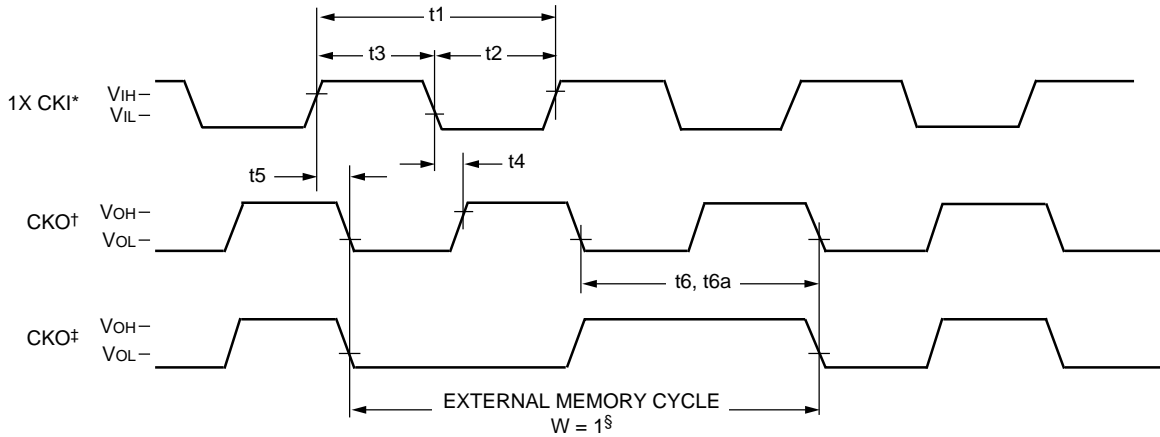 t1
t3
t2
1X CKI*
VIH
VIL
t4
t5
CKO†
VOH
VOL
t6, t6a
CKO‡
VOH
VOL
EXTERNAL MEMORY CYCLE
W = 1§